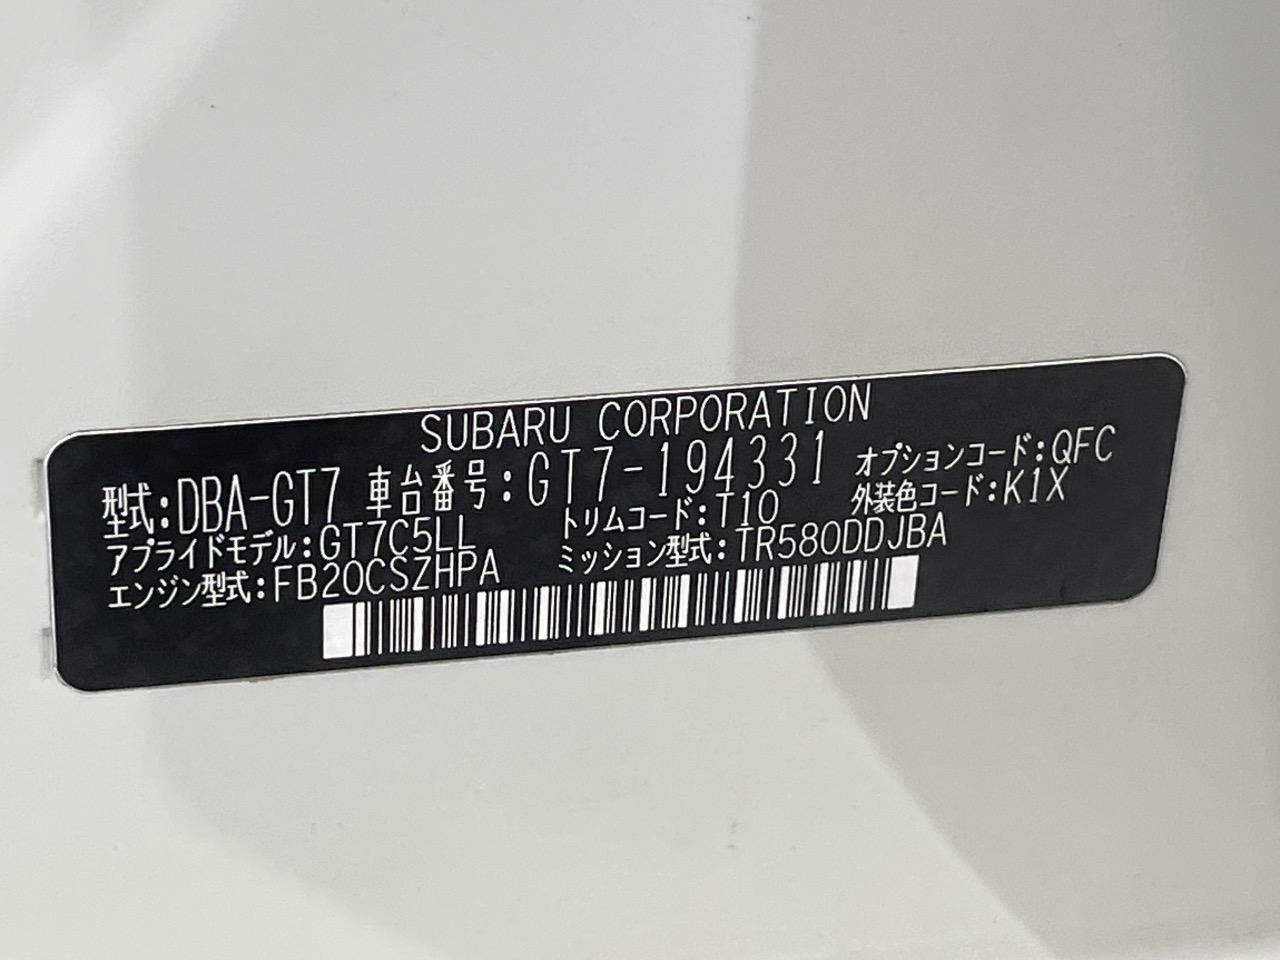 SUBARU CORPORATION
型式:DBA-GT7 車台番号:GT7-194331 オプションコード:QFC
アプライドモデル:GT7C5LL トリムコード:T10 外装色コード:K1X
エンジン型式:FB20CSZHPA ミッション型式:TR580DDJBA